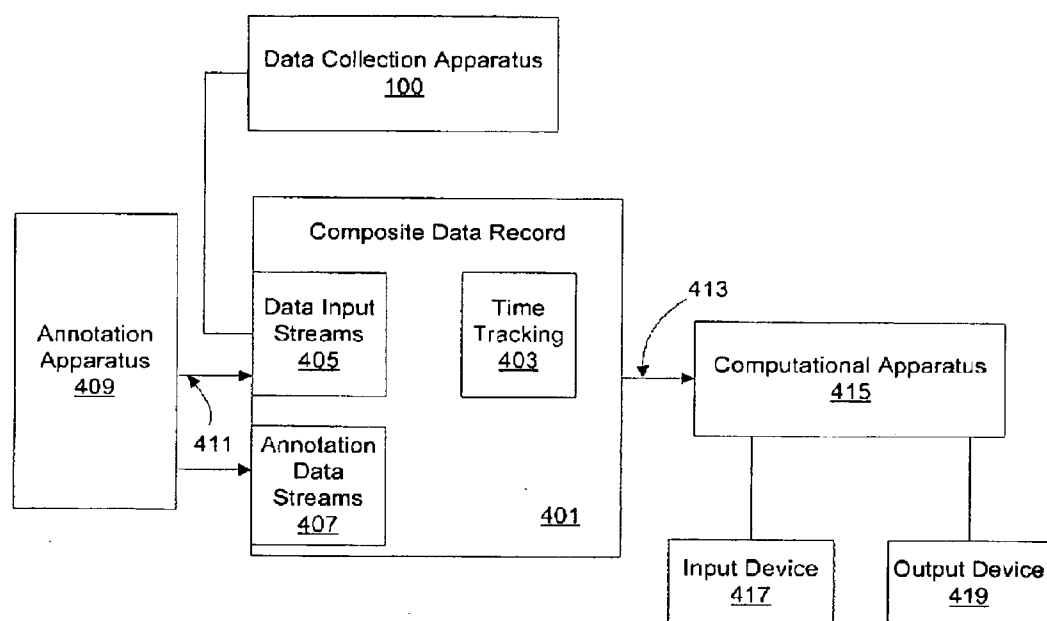 Data Collection Apparatus
100
Composite Data Record
Annotation
Apparatus
409
411
Data Input
Streams
405
Time
Tracking
403
Annotation
Data
Streams
407
401
413
Computational Apparatus
415
Input Device
417
Output Device
419